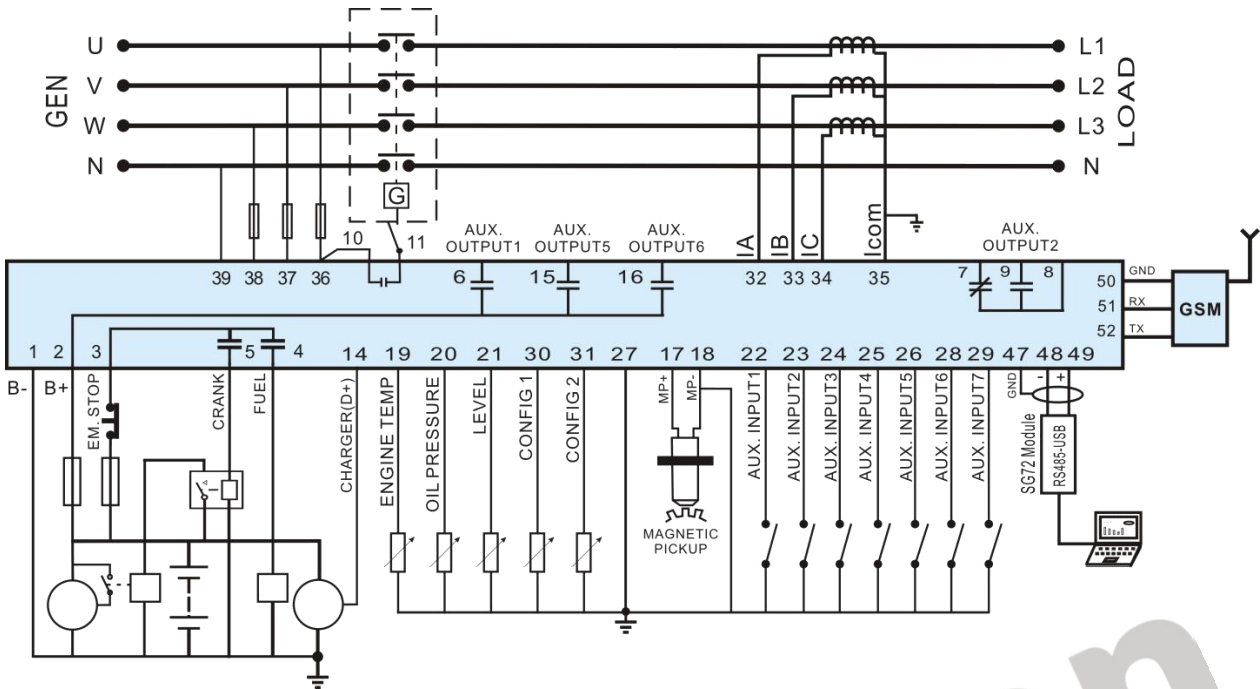 GEN
U
V
W
N
L1
L2
L3
N
LOAD
G
10
11
AUX. OUTPUT1
AUX. OUTPUT5
AUX. OUTPUT6
IA
IB
IC
Icom
AUX. OUTPUT2
39
38
37
36
6
15
16
32
33
34
35
7
9
8
50
GND
51
RX
52
TX
GSM
1
2
3
5
4
14
19
20
21
30
31
27
17
18
22
23
24
25
26
28
29
47
48
49
B-
B+
EM. STOP
CRANK
FUEL
CHARGER(D+)
ENGINE TEMP
OIL PRESSURE
LEVEL
CONFIG 1
CONFIG 2
MP+
MP-
AUX. INPUT1
AUX. INPUT2
AUX. INPUT3
AUX. INPUT4
AUX. INPUT5
AUX. INPUT6
AUX. INPUT7
GND
-
+
SG72 Module
RS485-USB
MAGNETIC
PICKUP
n